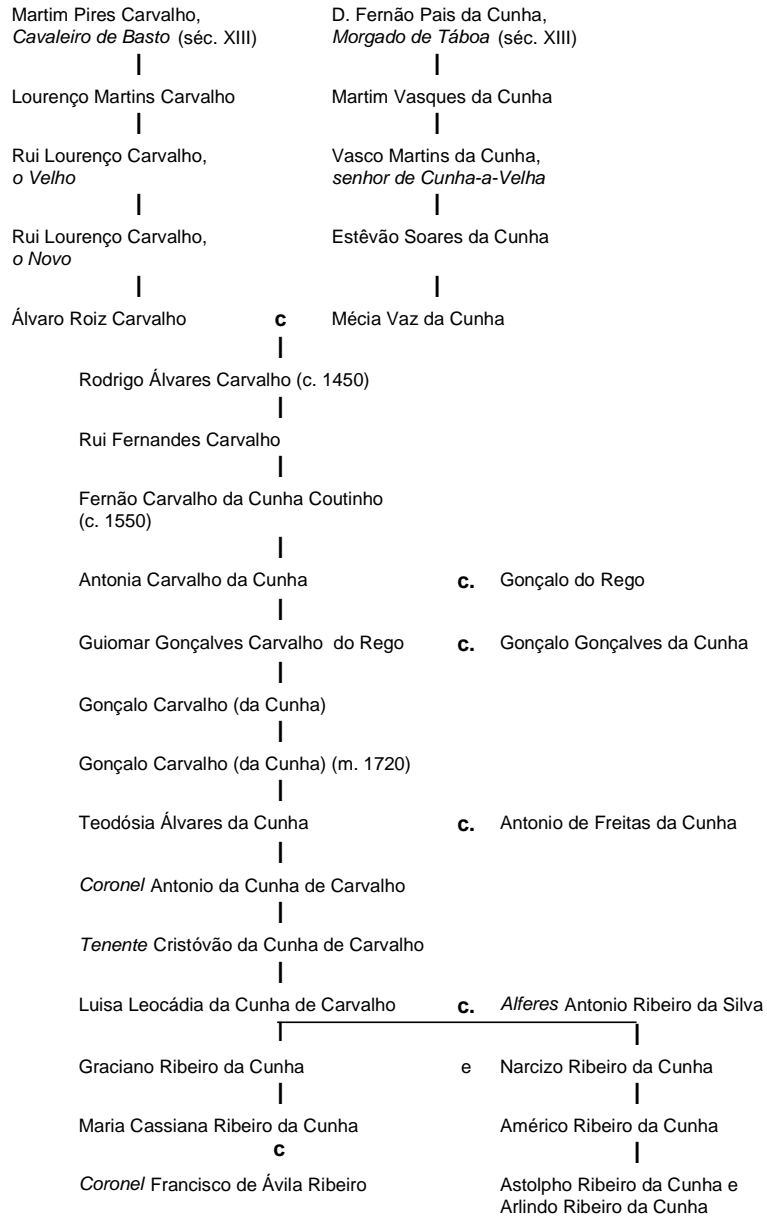 Martim Pires Carvalho,
Cavaleiro de Basto (séc. XIII)
D. Fernão Pais da Cunha,
Morgado de Táboa (séc. XIII)
Lourenço Martins Carvalho
Martim Vasques da Cunha
Rui Lourenço Carvalho,
o Velho
Vasco Martins da Cunha,
senhor de Cunha-a-Velha
Rui Lourenço Carvalho,
o Novo
Estêvão Soares da Cunha
Álvaro Roiz Carvalho c Mécia Vaz da Cunha
Rodrigo Álvares Carvalho (c. 1450)
Rui Fernandes Carvalho
Fernão Carvalho da Cunha Coutinho
(c. 1550)
Antonia Carvalho da Cunha c. Gonçalo do Rego
Guiomar Gonçalves Carvalho do Rego c. Gonçalo Gonçalves da Cunha
Gonçalo Carvalho (da Cunha)
Gonçalo Carvalho (da Cunha) (m. 1720)
Teodósia Álvares da Cunha c. Antonio de Freitas da Cunha
Coronel Antonio da Cunha de Carvalho
Tenente Cristóvão da Cunha de Carvalho
Luisa Leocádia da Cunha de Carvalho c. Alferes Antonio Ribeiro da Silva
Graciano Ribeiro da Cunha e Narcizo Ribeiro da Cunha
Maria Cassiana Ribeiro da Cunha Américo Ribeiro da Cunha
c
Coronel Francisco de Ávila Ribeiro Astolpho Ribeiro da Cunha e
Arlindo Ribeiro da Cunha